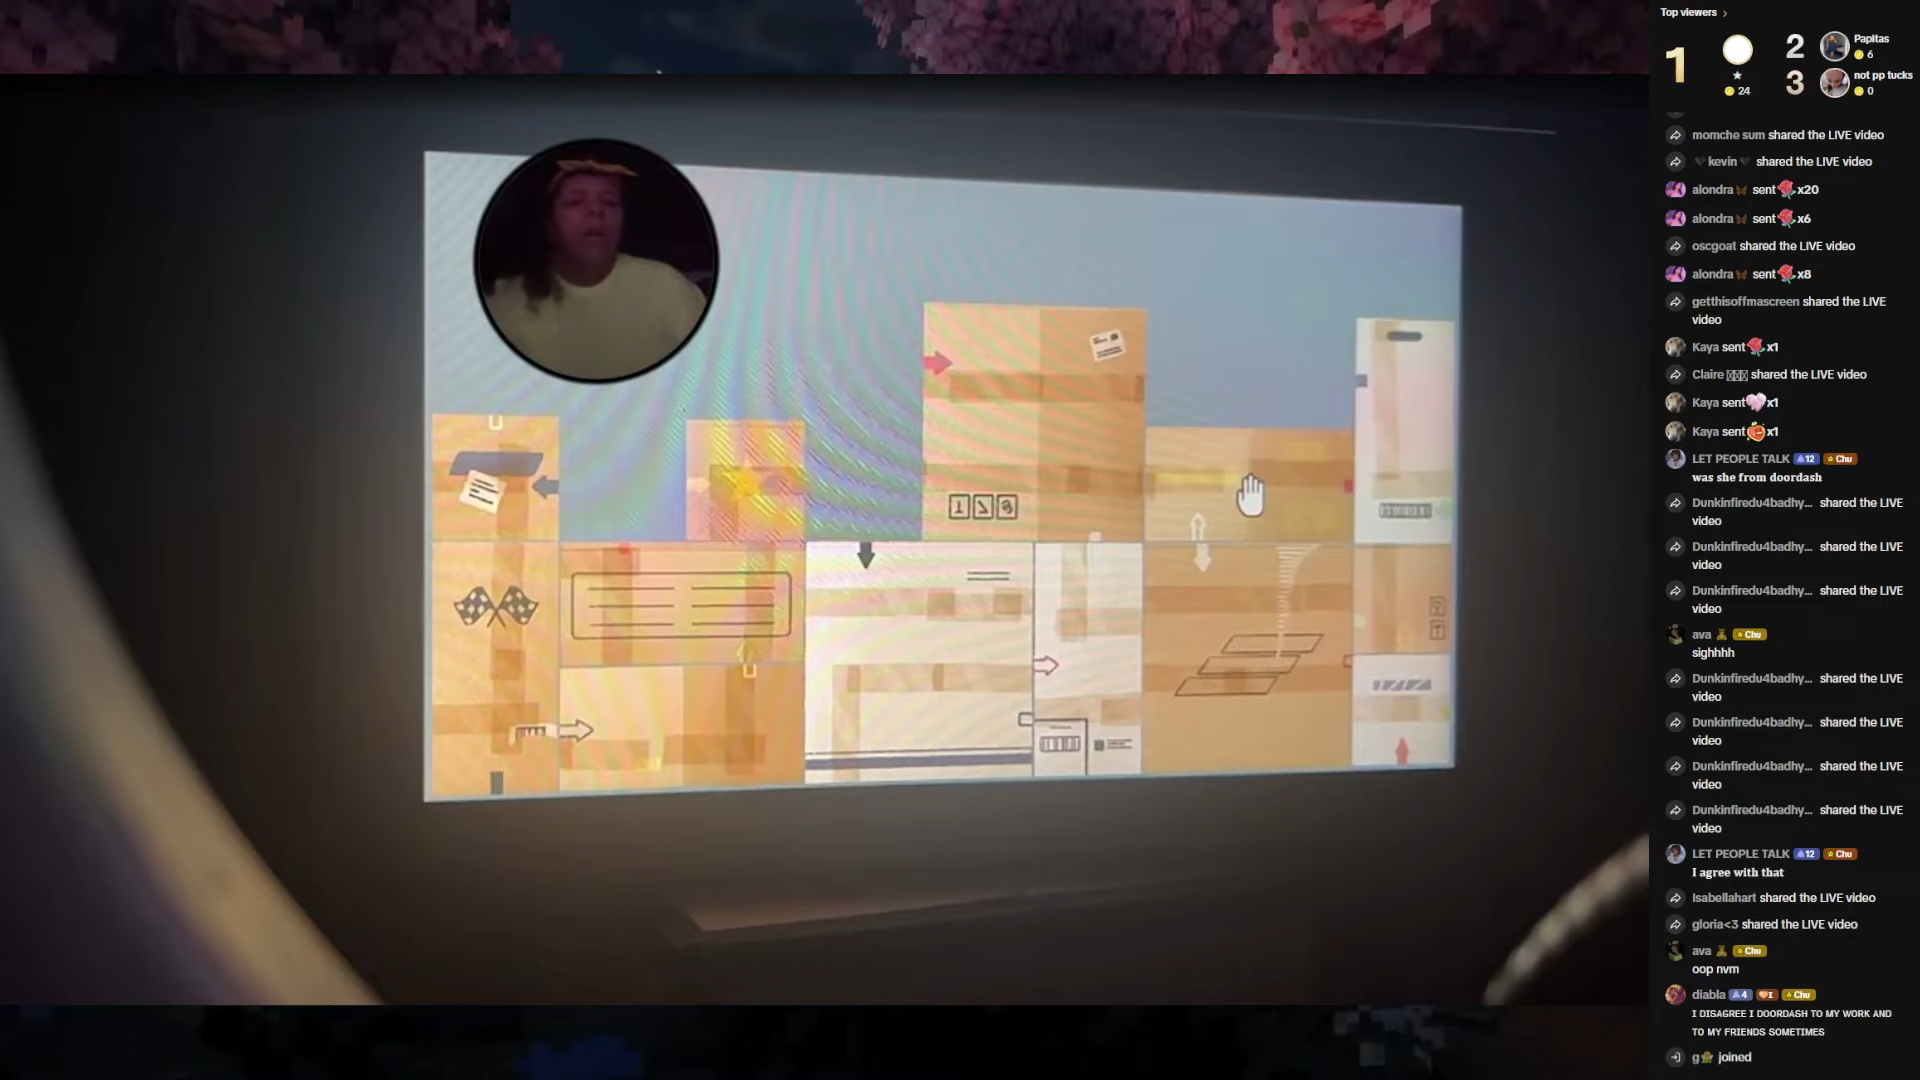 Top viewers
1
24
2
Papitas
6
3
not pp tucks
0
momche sum shared the LIVE video
kevin shared the LIVE video
alondra sent x20
alondra sent x6
oscgoat shared the LIVE video
alondra sent x8
getthisoffmascreen shared the LIVE
video
Kaya sent x1
Claire shared the LIVE video
Kaya sent x1
Kaya sent x1
LET PEOPLE TALK 12 Chu
was she from doordash
Dunkinfiredu4badhy... shared the LIVE
video
Dunkinfiredu4badhy... shared the LIVE
video
Dunkinfiredu4badhy... shared the LIVE
video
ava Chu
sighhhh
Dunkinfiredu4badhy... shared the LIVE
video
Dunkinfiredu4badhy... shared the LIVE
video
Dunkinfiredu4badhy... shared the LIVE
video
Dunkinfiredu4badhy... shared the LIVE
video
LET PEOPLE TALK 12 Chu
I agree with that
Isabellahart shared the LIVE video
gloria<3 shared the LIVE video
ava Chu
oop nvm
diabla 4 I Chu
I DISAGREE I DOORDASH TO MY WORK AND
TO MY FRIENDS SOMETIMES
g joined